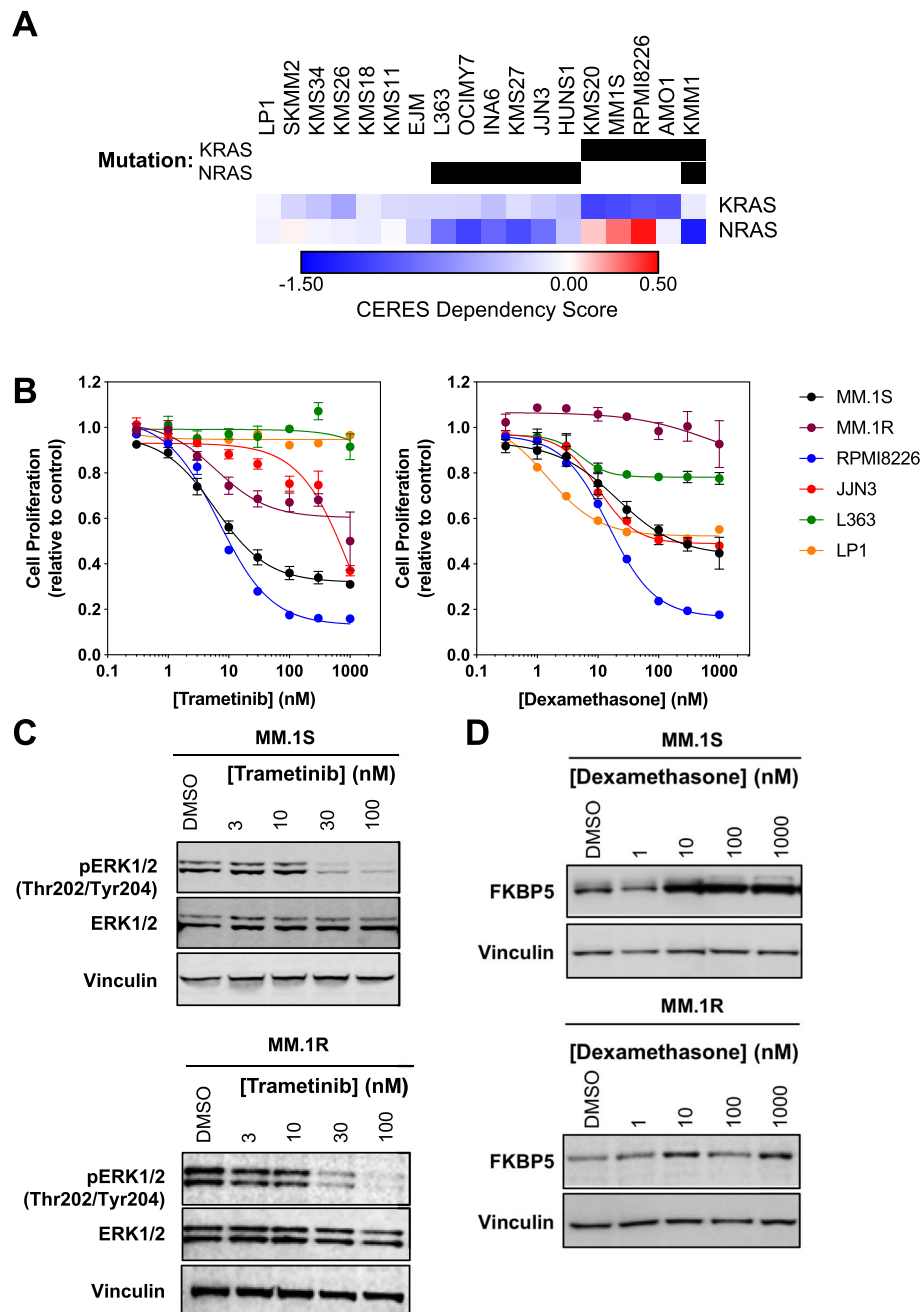 A
LP1
SKMM2
KMS34
KMS26
KMS18
KMS11
EJM
L363
OCIMY7
INA6
KMS27
JJN3
HUNS1
KMS20
MM1S
RPMI8226
AMO1
KMM1
Mutation:
KRAS
NRAS
KRAS
NRAS
-1.50
0.00
0.50
CERES Dependency Score
B
Cell Proliferation
(relative to control)
1.2
1.0
0.8
0.6
0.4
0.2
0.0
0.1
1
10
100
1000
[Trametinib] (nM)
Cell Proliferation
(relative to control)
1.2
1.0
0.8
0.6
0.4
0.2
0.0
0.1
1
10
100
1000
[Dexamethasone] (nM)
MM.1S
MM.1R
RPMI8226
JJN3
L363
LP1
C
MM.1S
[Trametinib] (nM)
DMSO
3
10
30
100
pERK1/2
(Thr202/Tyr204)
ERK1/2
Vinculin
MM.1R
[Trametinib] (nM)
DMSO
3
10
30
100
pERK1/2
(Thr202/Tyr204)
ERK1/2
Vinculin
D
MM.1S
[Dexamethasone] (nM)
DMSO
1
10
100
1000
FKBP5
Vinculin
MM.1R
[Dexamethasone] (nM)
DMSO
1
10
100
1000
FKBP5
Vinculin